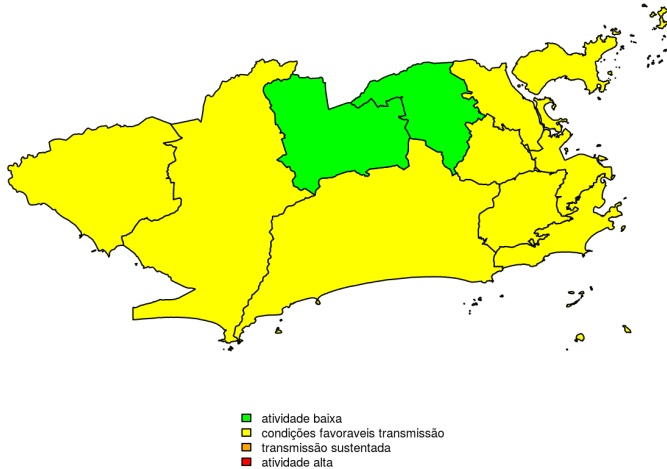 atividade baixa
condições favoraveis transmissão
transmissão sustentada
atividade alta